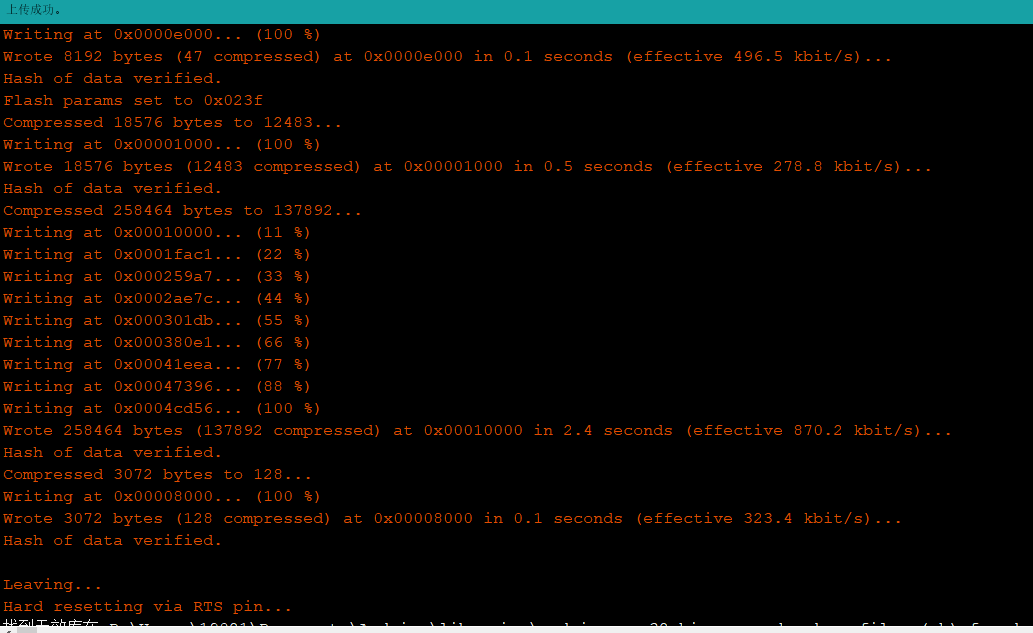 上传成功。
Writing at 0x0000e000... (100 %)
Wrote 8192 bytes (47 compressed) at 0x0000e000 in 0.1 seconds (effective 496.5 kbit/s)...
Hash of data verified.
Flash params set to 0x023f
Compressed 18576 bytes to 12483...
Writing at 0x00001000... (100 %)
Wrote 18576 bytes (12483 compressed) at 0x00001000 in 0.5 seconds (effective 278.8 kbit/s)...
Hash of data verified.
Compressed 258464 bytes to 137892...
Writing at 0x00010000... (11 %)
Writing at 0x0001fac1... (22 %)
Writing at 0x000259a7... (33 %)
Writing at 0x0002ae7c... (44 %)
Writing at 0x000301db... (55 %)
Writing at 0x000380e1... (66 %)
Writing at 0x00041eea... (77 %)
Writing at 0x00047396... (88 %)
Writing at 0x0004cd56... (100 %)
Wrote 258464 bytes (137892 compressed) at 0x00010000 in 2.4 seconds (effective 870.2 kbit/s)...
Hash of data verified.
Compressed 3072 bytes to 128...
Writing at 0x00008000... (100 %)
Wrote 3072 bytes (128 compressed) at 0x00008000 in 0.1 seconds (effective 323.4 kbit/s)...
Hash of data verified.
Leaving...
Hard resetting via RTS pin...